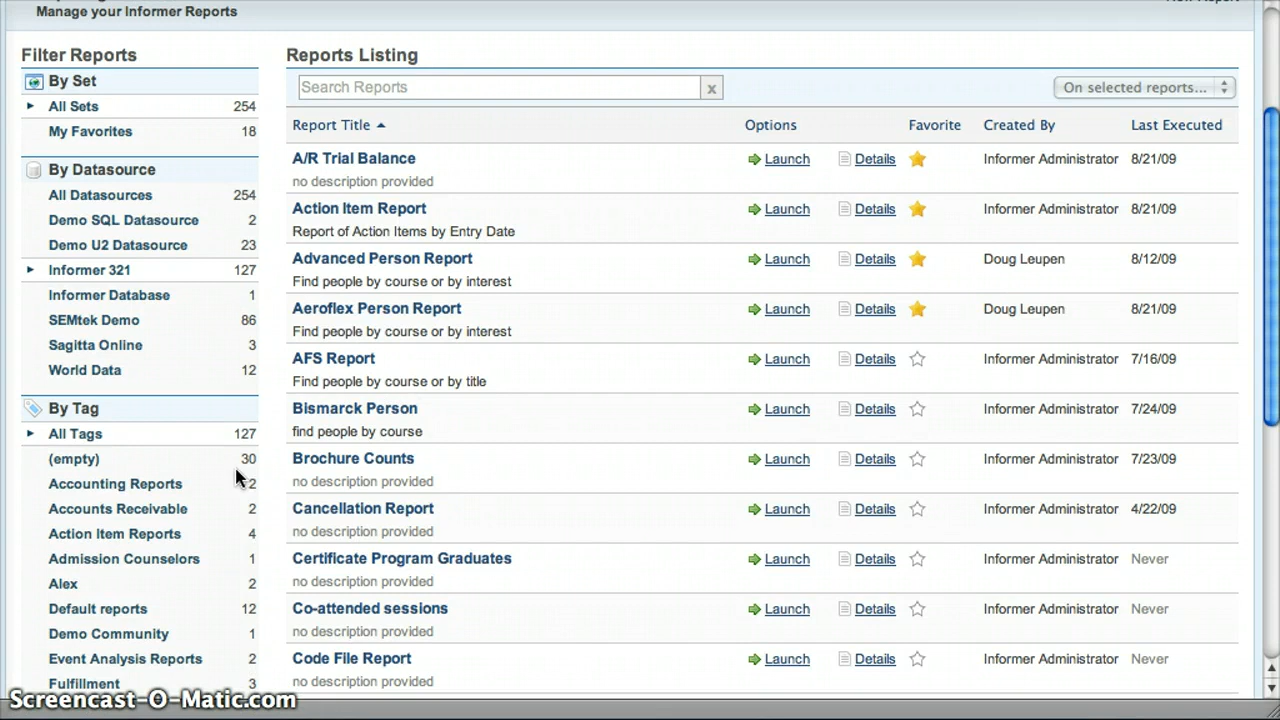 Manage your Informer Reports
Filter Reports
By Set
All Sets 254
My Favorites 18
By Datasource
All Datasources 254
Demo SQL Datasource 2
Demo U2 Datasource 23
Informer 321 127
Informer Database 1
SEMtek Demo 86
Sagitta Online 3
World Data 12
By Tag
All Tags 127
(empty) 30
Accounting Reports 2
Accounts Receivable 2
Action Item Reports 4
Admission Counselors 1
Alex 2
Default reports 12
Demo Community 1
Event Analysis Reports 2
Fulfillment 3
Reports Listing
Search Reports x On selected reports...
Report Title Options Favorite Created By Last Executed
A/R Trial Balance Launch Details Informer Administrator 8/21/09
no description provided
Action Item Report Launch Details Informer Administrator 8/21/09
Report of Action Items by Entry Date
Advanced Person Report Launch Details Doug Leupen 8/12/09
Find people by course or by interest
Aeroflex Person Report Launch Details Doug Leupen 8/21/09
Find people by course or by interest
AFS Report Launch Details Informer Administrator 7/16/09
Find people by course or by title
Bismarck Person Launch Details Informer Administrator 7/24/09
find people by course
Brochure Counts Launch Details Informer Administrator 7/23/09
no description provided
Cancellation Report Launch Details Informer Administrator 4/22/09
no description provided
Certificate Program Graduates Launch Details Informer Administrator Never
no description provided
Co-attended sessions Launch Details Informer Administrator Never
no description provided
Code File Report Launch Details Informer Administrator Never
no description provided
Screencast-O-Matic.com